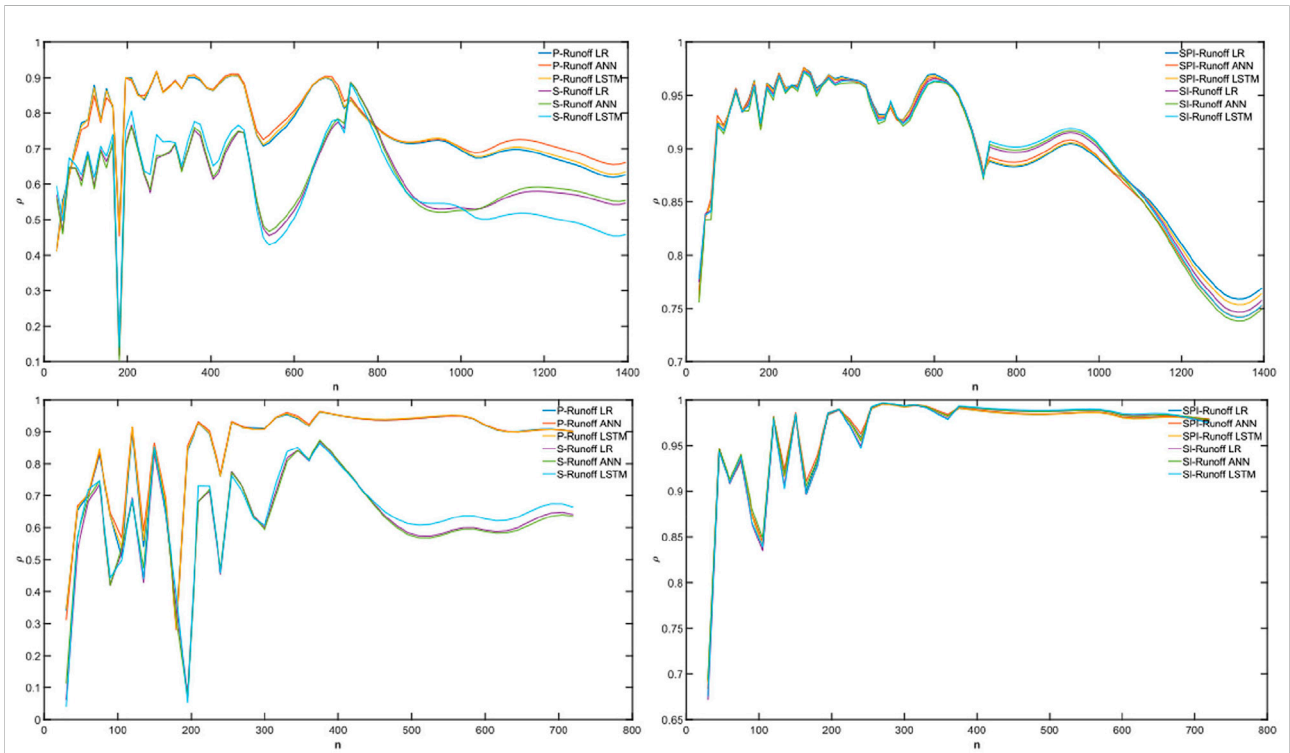 1
0.9
0.8
0.7
0.6
0.5
0.4
0.3
0.2
0.1
ρ
0 200 400 600 800 1000 1200 1400
n
P-Runoff LR
P-Runoff ANN
P-Runoff LSTM
S-Runoff LR
S-Runoff ANN
S-Runoff LSTM
1
0.95
0.9
0.85
0.8
0.75
0.7
ρ
0 200 400 600 800 1000 1200 1400
n
SPI-Runoff LR
SPI-Runoff ANN
SPI-Runoff LSTM
SI-Runoff LR
SI-Runoff ANN
SI-Runoff LSTM
1
0.9
0.8
0.7
0.6
0.5
0.4
0.3
0.2
0.1
0
ρ
0 100 200 300 400 500 600 700 800
n
P-Runoff LR
P-Runoff ANN
P-Runoff LSTM
S-Runoff LR
S-Runoff ANN
S-Runoff LSTM
1
0.95
0.9
0.85
0.8
0.75
0.7
0.65
ρ
0 100 200 300 400 500 600 700 800
n
SPI-Runoff LR
SPI-Runoff ANN
SPI-Runoff LSTM
SI-Runoff LR
SI-Runoff ANN
SI-Runoff LSTM